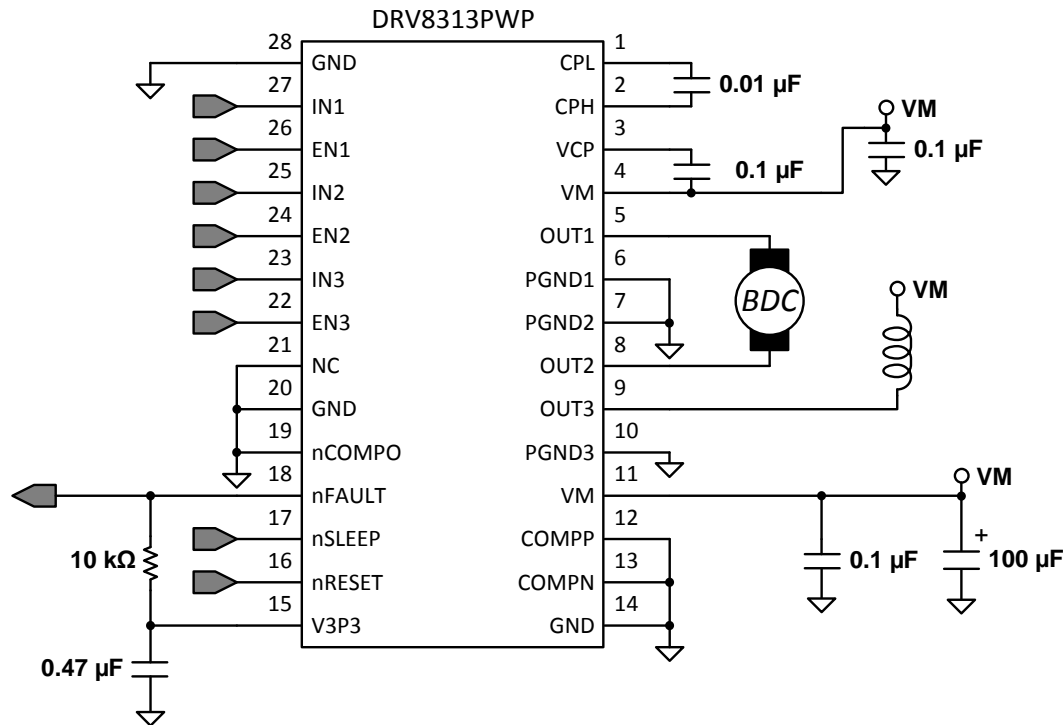 DRV8313PWP
28
GND
27
IN1
26
EN1
25
IN2
24
EN2
23
IN3
22
EN3
21
NC
20
GND
19
nCOMPO
18
nFAULT
17
nSLEEP
16
nRESET
15
V3P3
10 kΩ
0.47 µF
1
CPL
2
CPH
0.01 µF
3
VCP
4
VM
0.1 µF
VM
0.1 µF
5
OUT1
6
PGND1
7
PGND2
8
OUT2
BDC
9
OUT3
VM
10
PGND3
11
VM
VM
12
COMPP
13
COMPN
14
GND
0.1 µF
+
100 µF